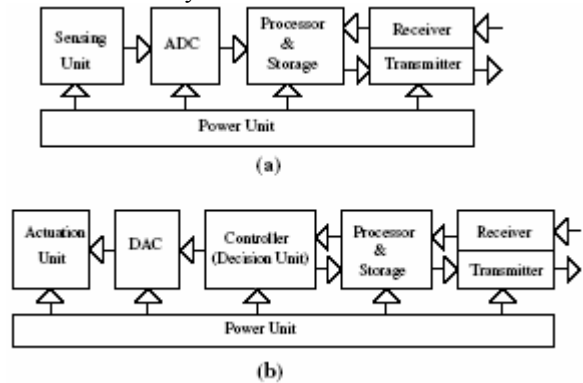 Sensing
Unit
ADC
Processor
&
Storage
Receiver
Transmitter
Power Unit
(a)
Actuation
Unit
DAC
Controller
(Decision Unit)
Processor
&
Storage
Receiver
Transmitter
Power Unit
(b)